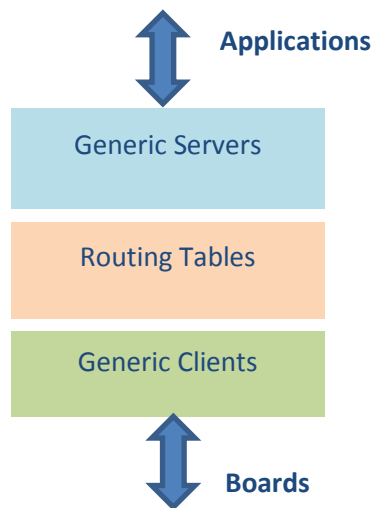 Applications
Generic Servers
Routing Tables
Generic Clients
Boards